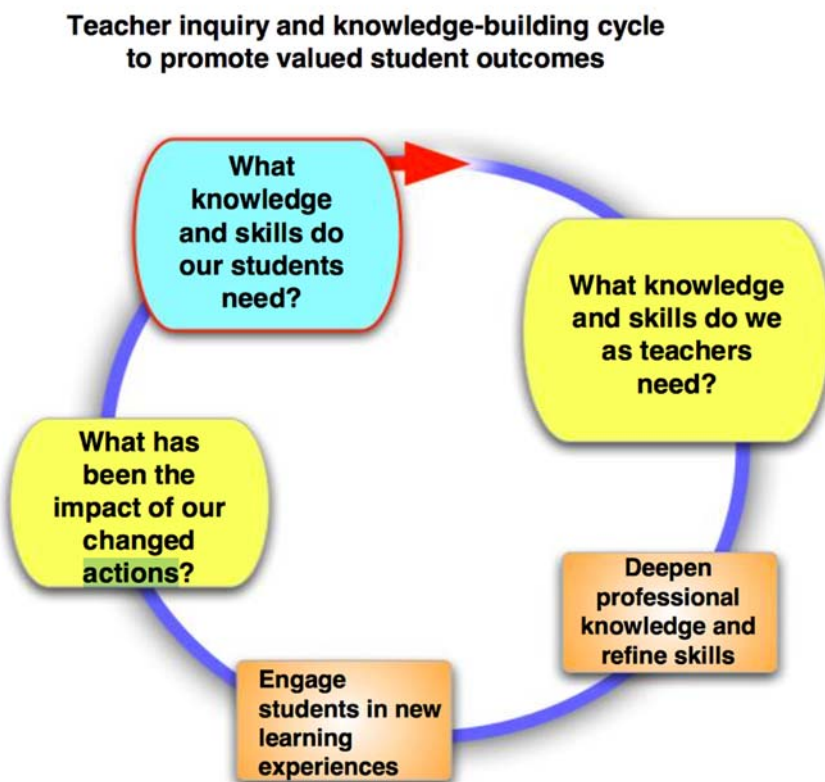 Teacher inquiry and knowledge-building cycle
to promote valued student outcomes
What
knowledge
and skills do
our students
need?
What knowledge
and skills do we
as teachers
need?
Deepen
professional
knowledge and
refine skills
Engage
students in new
learning
experiences
What has
been the
impact of our
changed
actions?